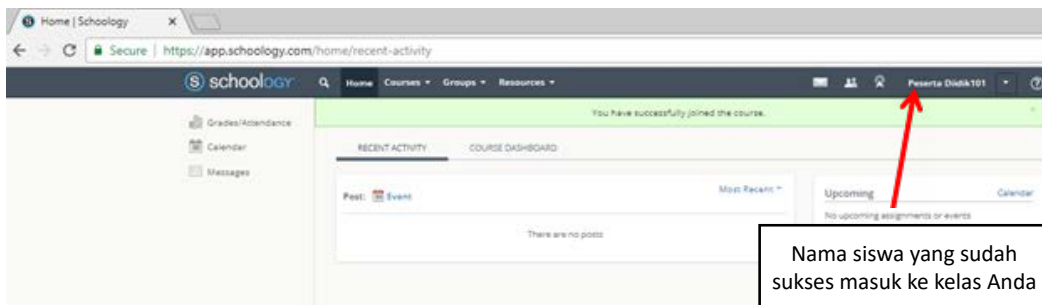 Home | Schoology
Secure | https://app.schoology.com/home/recent-activity
schoology Home Courses Groups Resources Peserta Didik101
You have successfully joined the course.
Grades/Attendance
Calendar
Messages
RECENT ACTIVITY COURSE DASHBOARD
Post: Event Most Recent
There are no posts
Upcoming Calendar
No upcoming assignments or events
Nama siswa yang sudah
sukses masuk ke kelas Anda